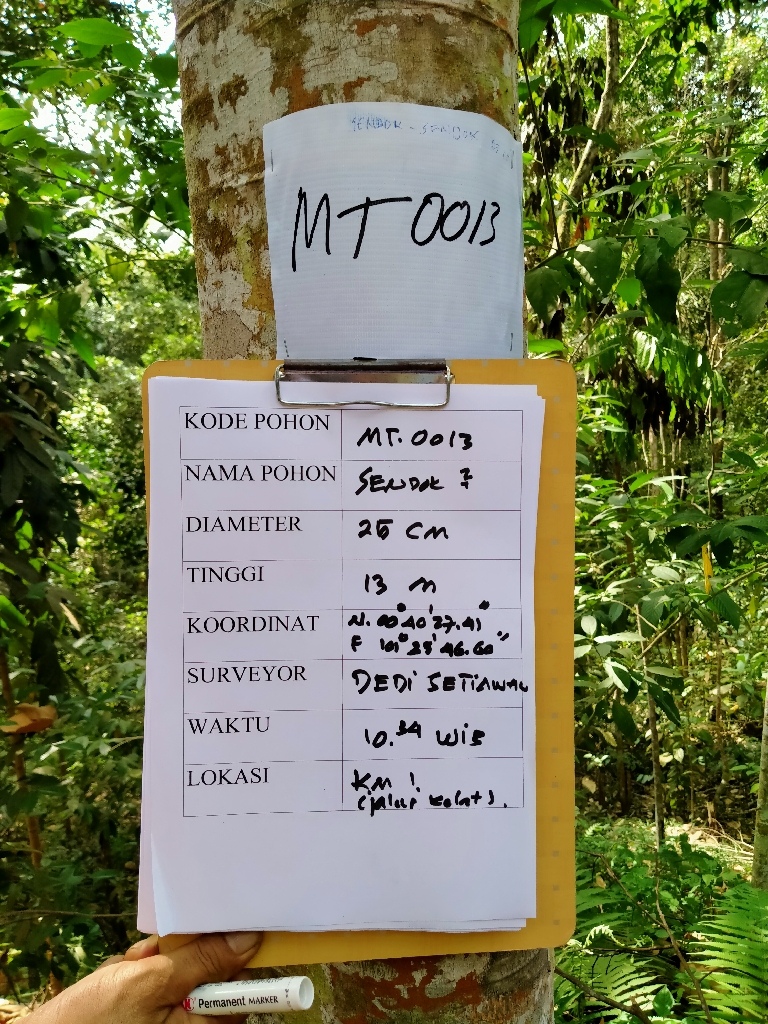 SENDOK - SENDOK
MT 0013
KODE POHON MT. 0013
NAMA POHON SENDOK ?
DIAMETER 25 CM
TINGGI 13 M
KOORDINAT N. 00° 40' 27.41"
E 101° 25' 46.60"
SURVEYOR DEDI SETIAWAN
WAKTU 10.34 WIB
LOKASI KM 1
(jalur
Permanent MARKER